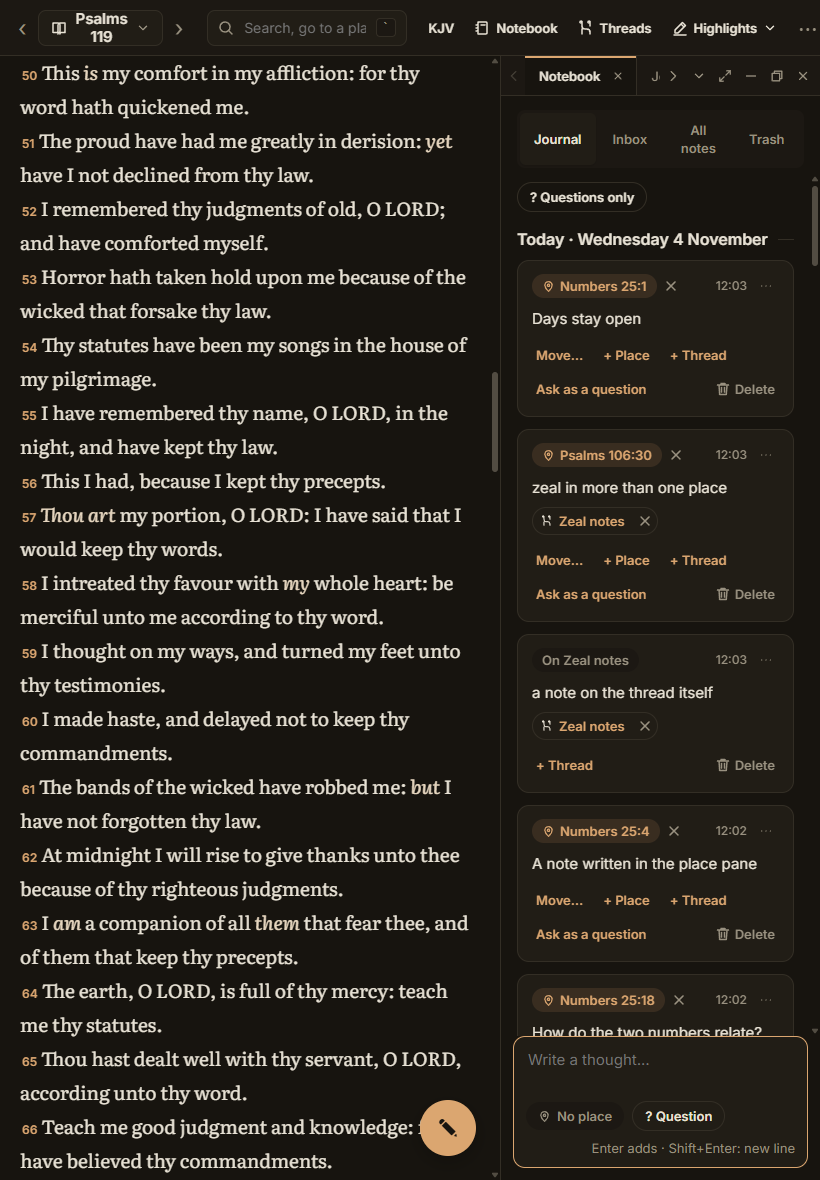 Psalms 119
Search, go to a pla
`
KJV
Notebook
Threads
Highlights
50 This is my comfort in my affliction: for thy
word hath quickened me.
51 The proud have had me greatly in derision: yet
have I not declined from thy law.
52 I remembered thy judgments of old, O LORD;
and have comforted myself.
53 Horror hath taken hold upon me because of the
wicked that forsake thy law.
54 Thy statutes have been my songs in the house of
my pilgrimage.
55 I have remembered thy name, O LORD, in the
night, and have kept thy law.
56 This I had, because I kept thy precepts.
57 Thou art my portion, O LORD: I have said that I
would keep thy words.
58 I intreated thy favour with my whole heart: be
merciful unto me according to thy word.
59 I thought on my ways, and turned my feet unto
thy testimonies.
60 I made haste, and delayed not to keep thy
commandments.
61 The bands of the wicked have robbed me: but I
have not forgotten thy law.
62 At midnight I will rise to give thanks unto thee
because of thy righteous judgments.
63 I am a companion of all them that fear thee, and
of them that keep thy precepts.
64 The earth, O LORD, is full of thy mercy: teach
me thy statutes.
65 Thou hast dealt well with thy servant, O LORD,
according unto thy word.
66 Teach me good judgment and knowledge:
have believed thy commandments.
Notebook
Journal
Inbox
All notes
Trash
? Questions only
Today · Wednesday 4 November
Numbers 25:1 12:03 ...
Days stay open
Move... + Place + Thread
Ask as a question Delete
Psalms 106:30 12:03 ...
zeal in more than one place
Zeal notes
Move... + Place + Thread
Ask as a question Delete
On Zeal notes 12:03 ...
a note on the thread itself
Zeal notes
+ Thread Delete
Numbers 25:4 12:02 ...
A note written in the place pane
Move... + Place + Thread
Ask as a question Delete
Numbers 25:18 12:02 ...
How do the two numbers relate?
Write a thought...
No place ? Question
Enter adds · Shift+Enter: new line